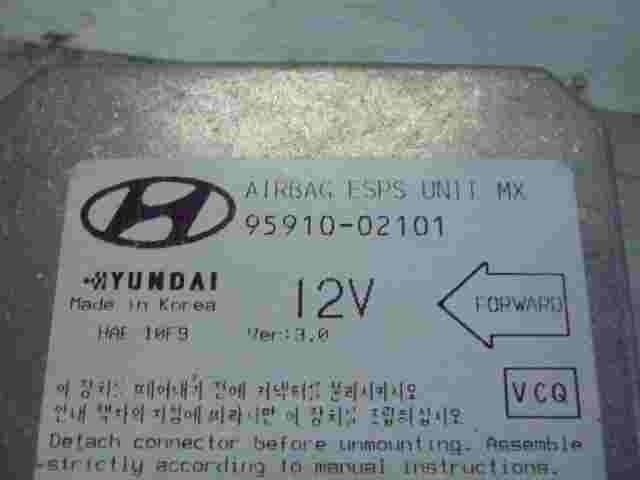 AIRBAG ESPS UNIT MX
95910-02101
HYUNDAI
Made in Korea
12V
FORWARD
HAE 10F9
Ver:3.0
이 장치는 떼어내기 전에 커넥터를 분리시키시오
안내 책자의 지침에 따라서만 이 장치를 조립하십시오
VCQ
Detach connector before unmounting. Assemble
strictly according to manual instructions.